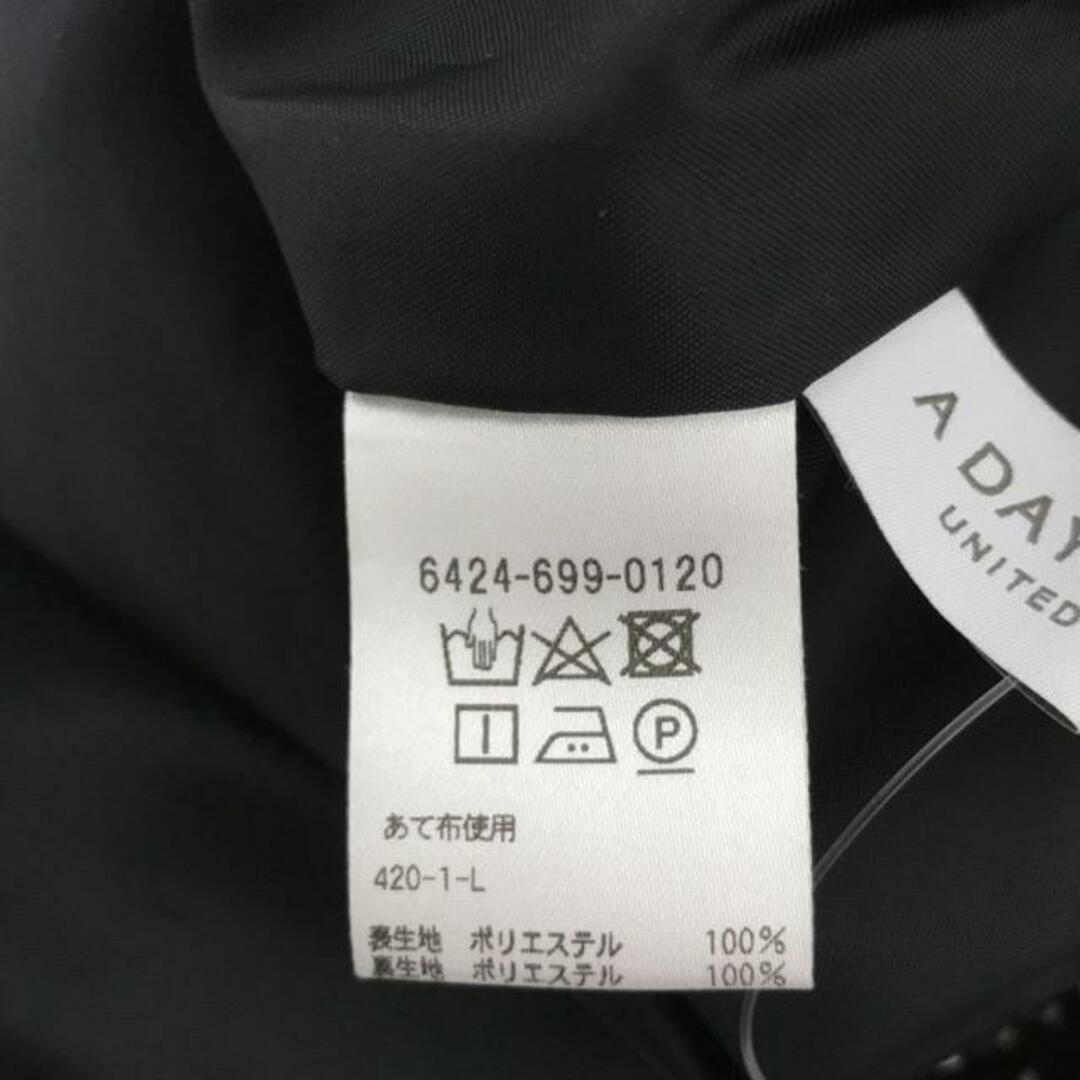 6424-699-0120
P
あて布使用
420-1-L
表生地 ポリエステル 100%
裏生地 ポリエステル 100%
A DAY
UNITED